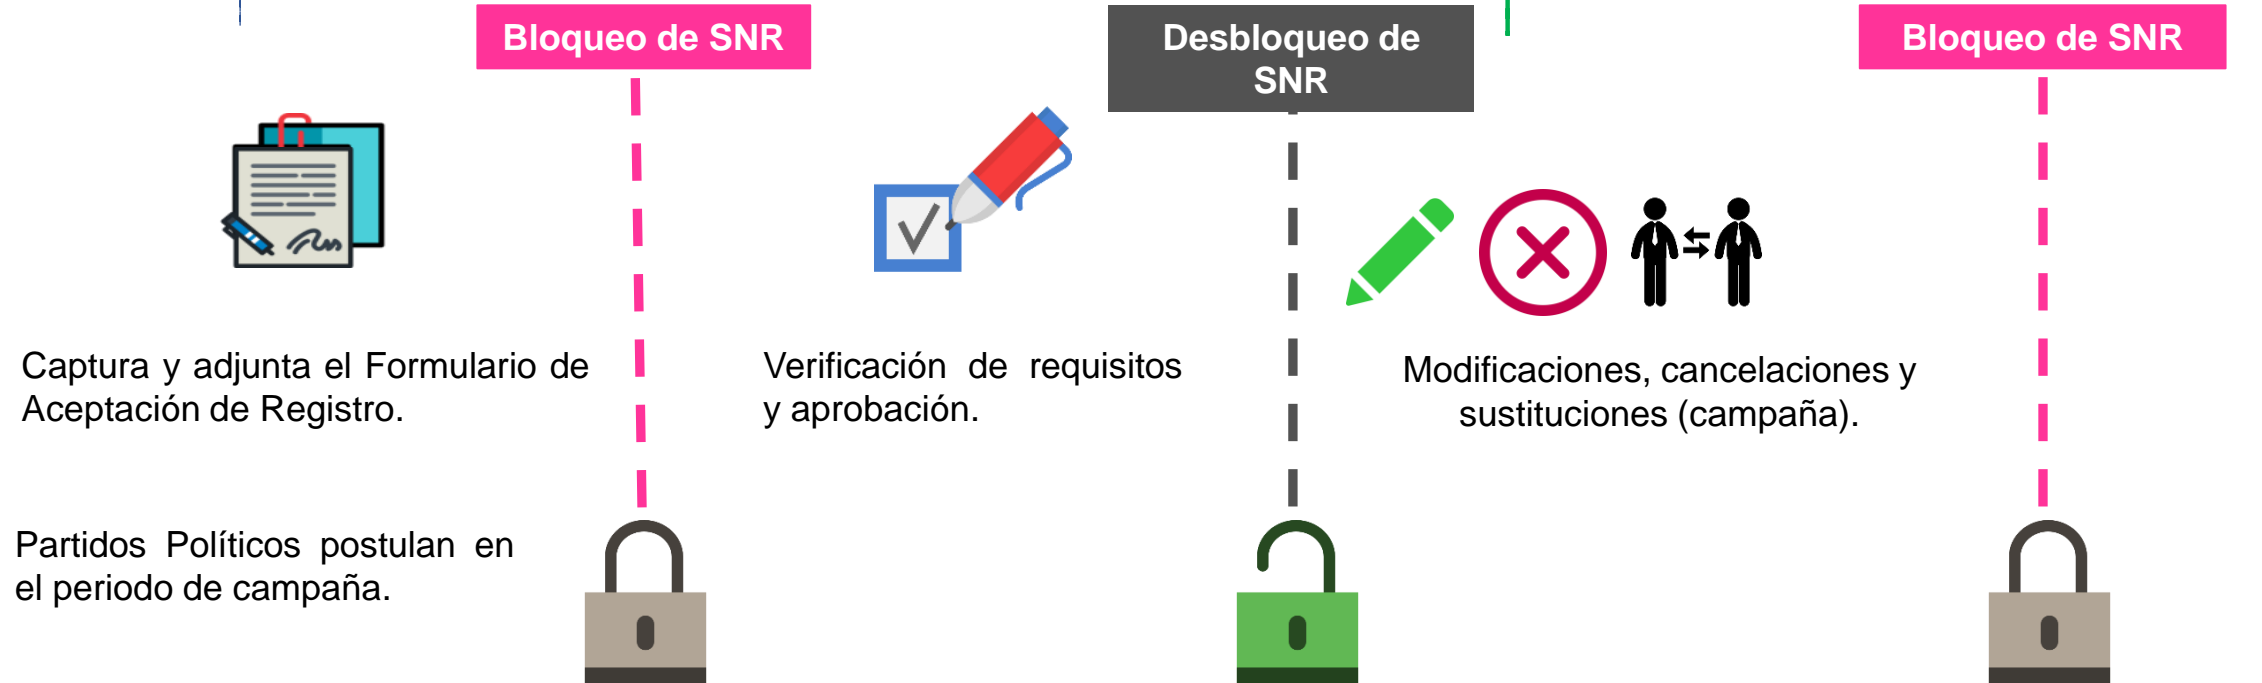 Bloqueo de SNR
Desbloqueo de
SNR
Bloqueo de SNR
Captura y adjunta el Formulario de
Aceptación de Registro.
Verificación de requisitos
y aprobación.
Modificaciones, cancelaciones y
sustituciones (campaña).
Partidos Políticos postulan en
el periodo de campaña.